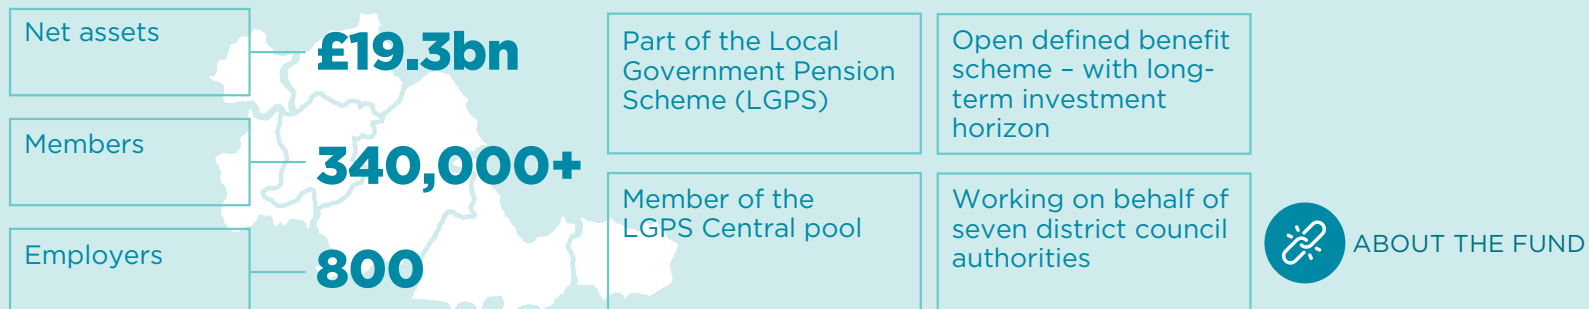 Net assets
£19.3bn
Members
340,000+
Employers
800
Part of the Local
Government Pension
Scheme (LGPS)
Open defined benefit
scheme – with long-
term investment
horizon
Member of the
LGPS Central pool
Working on behalf of
seven district council
authorities
ABOUT THE FUND